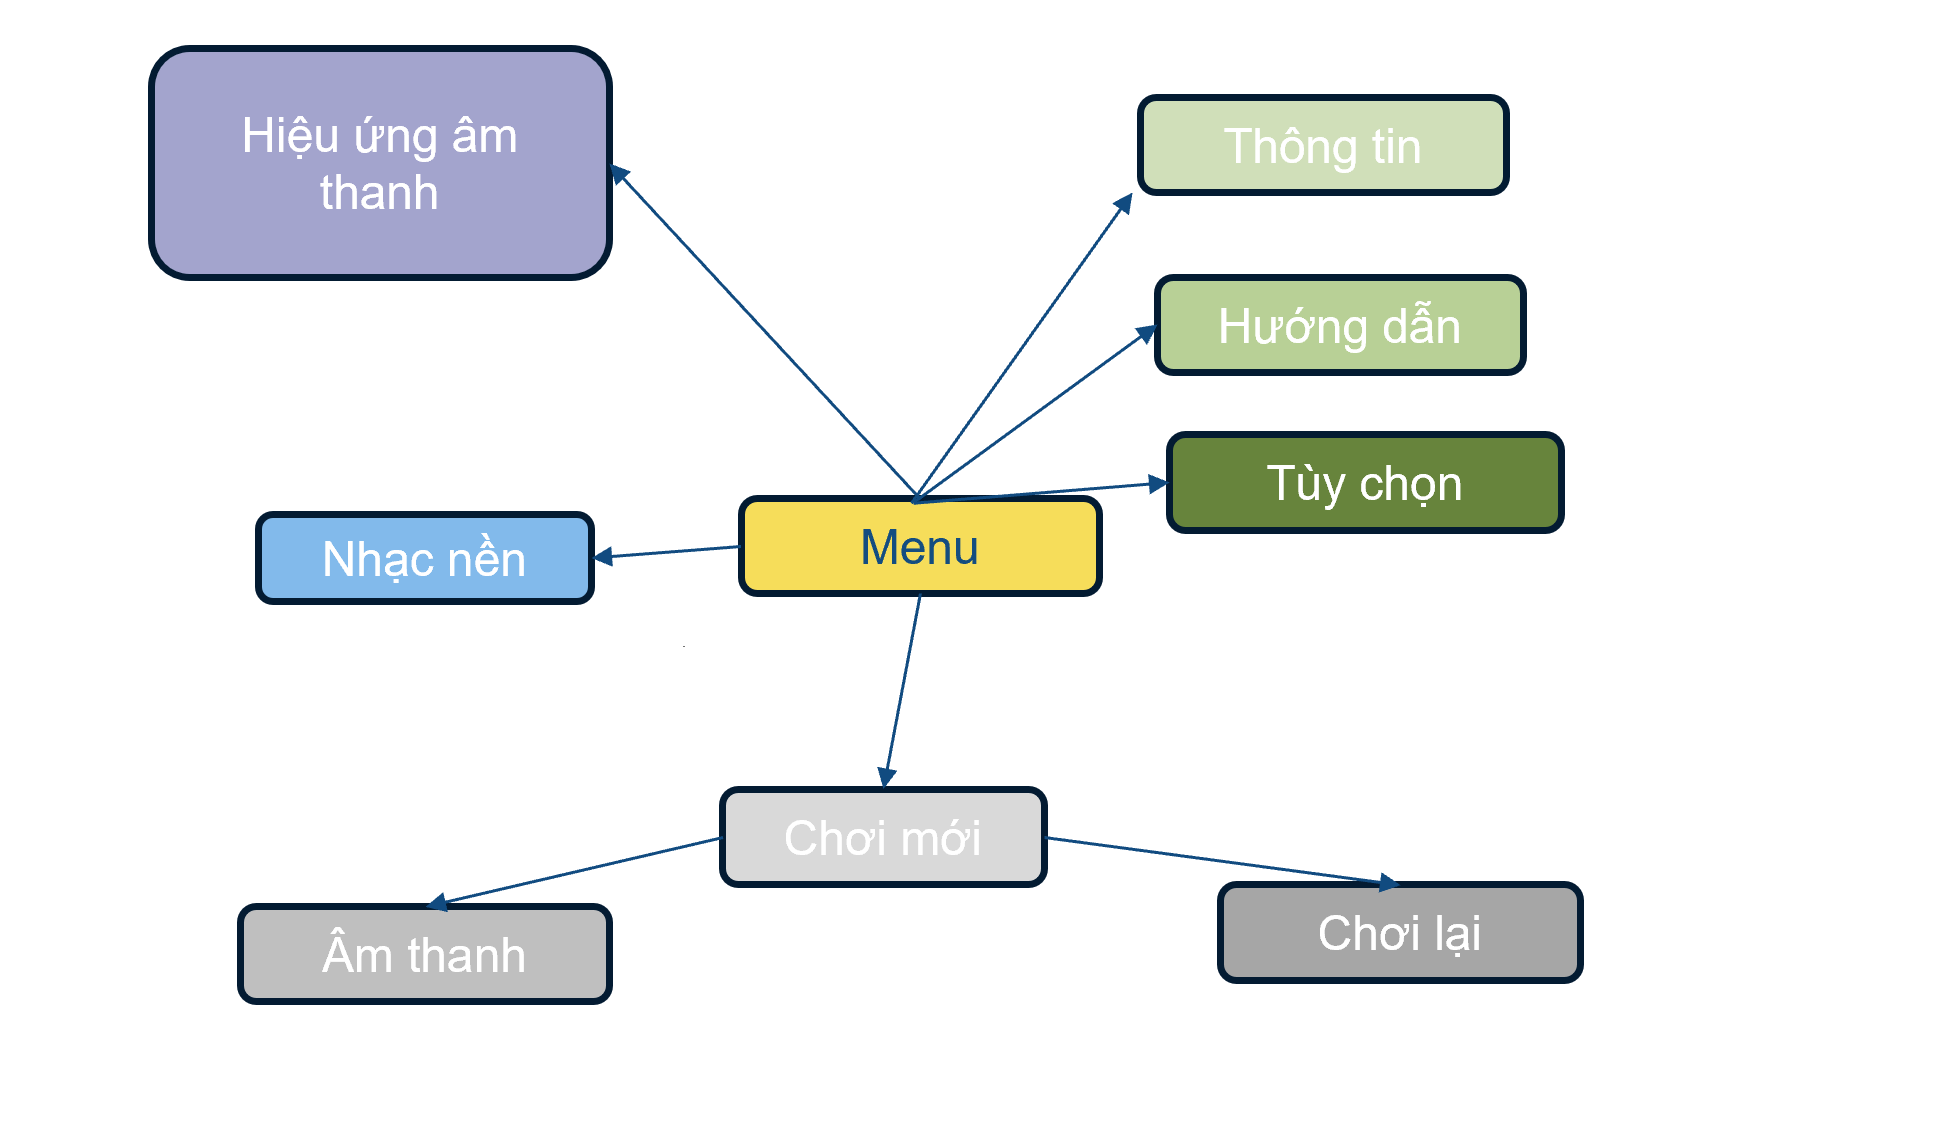 Hiệu ứng âm
thanh
Thông tin
Hướng dẫn
Tùy chọn
Nhạc nền
Menu
Chơi mới
Âm thanh
Chơi lại